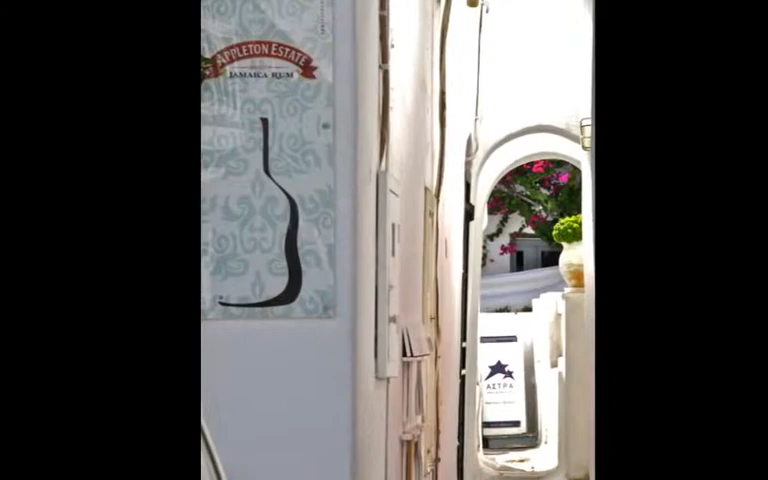 APPLETON ESTATE
JAMAICA RUM
ΑΣΤΡΑ